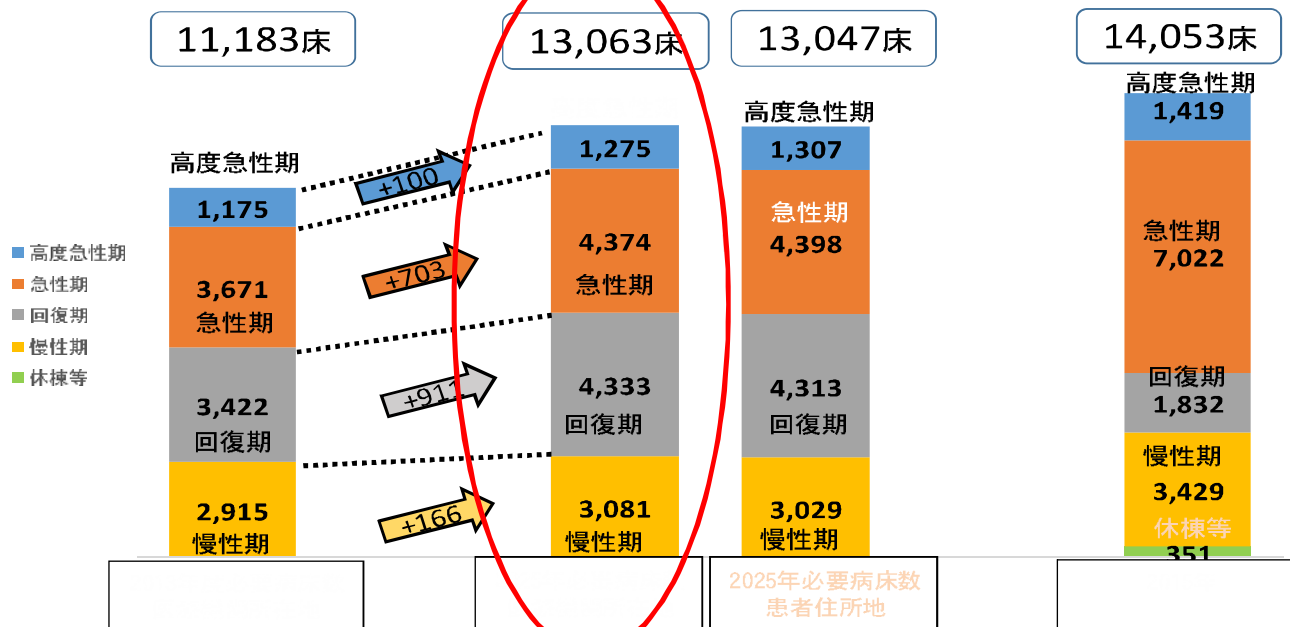 11,183床
13,063床
13,047床
14,053床
高度急性期
急性期
回復期
慢性期
休棟等
高度急性期
1,175
3,671
急性期
3,422
回復期
2,915
慢性期
+100
+703
+911
+166
1,275
4,374
急性期
4,333
回復期
3,081
慢性期
高度急性期
1,307
急性期
4,398
4,313
回復期
3,029
慢性期
2025年必要病床数
患者住所地
高度急性期
1,419
急性期
7,022
回復期
1,832
慢性期
3,429
休棟等
351